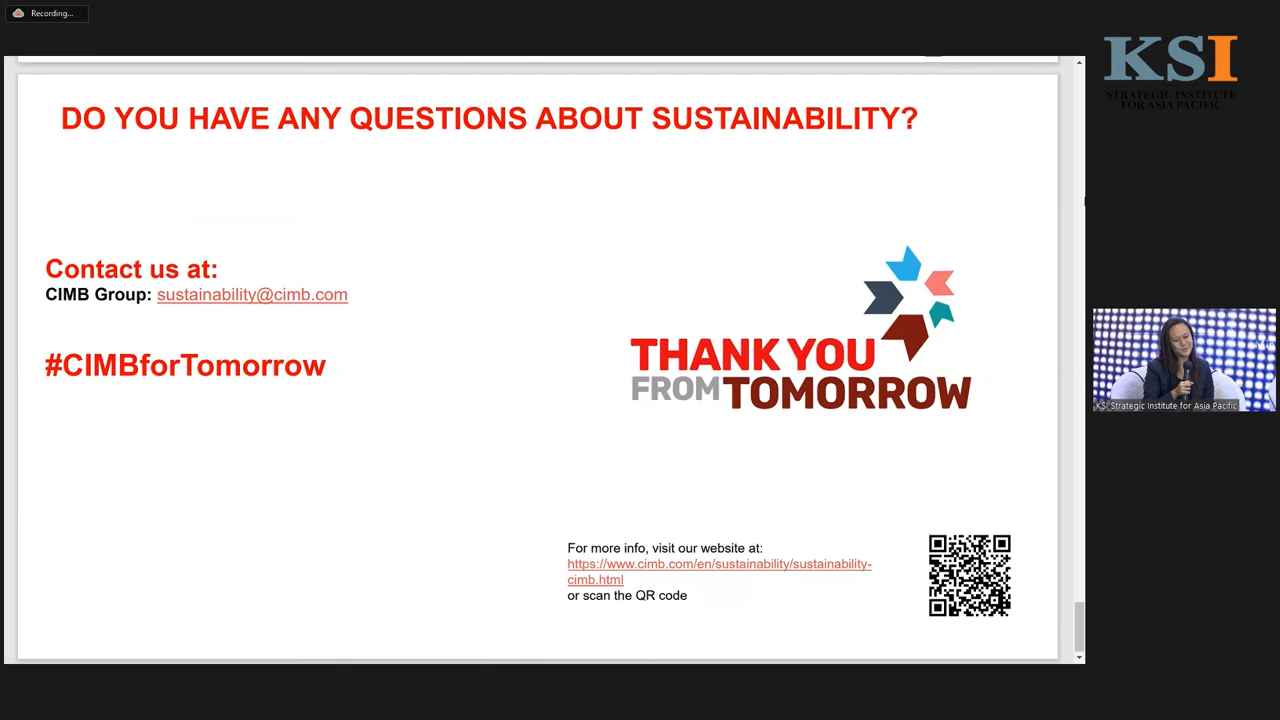 Recording...
KSI
STRATEGIC INSTITUTE
FOR ASIA PACIFIC
DO YOU HAVE ANY QUESTIONS ABOUT SUSTAINABILITY?
Contact us at:
CIMB Group: sustainability@cimb.com
#CIMBforTomorrow
THANK YOU
FROM TOMORROW
KSI Strategic Institute for Asia Pacific
For more info, visit our website at:
https://www.cimb.com/en/sustainability/sustainability-
cimb.html
or scan the QR code